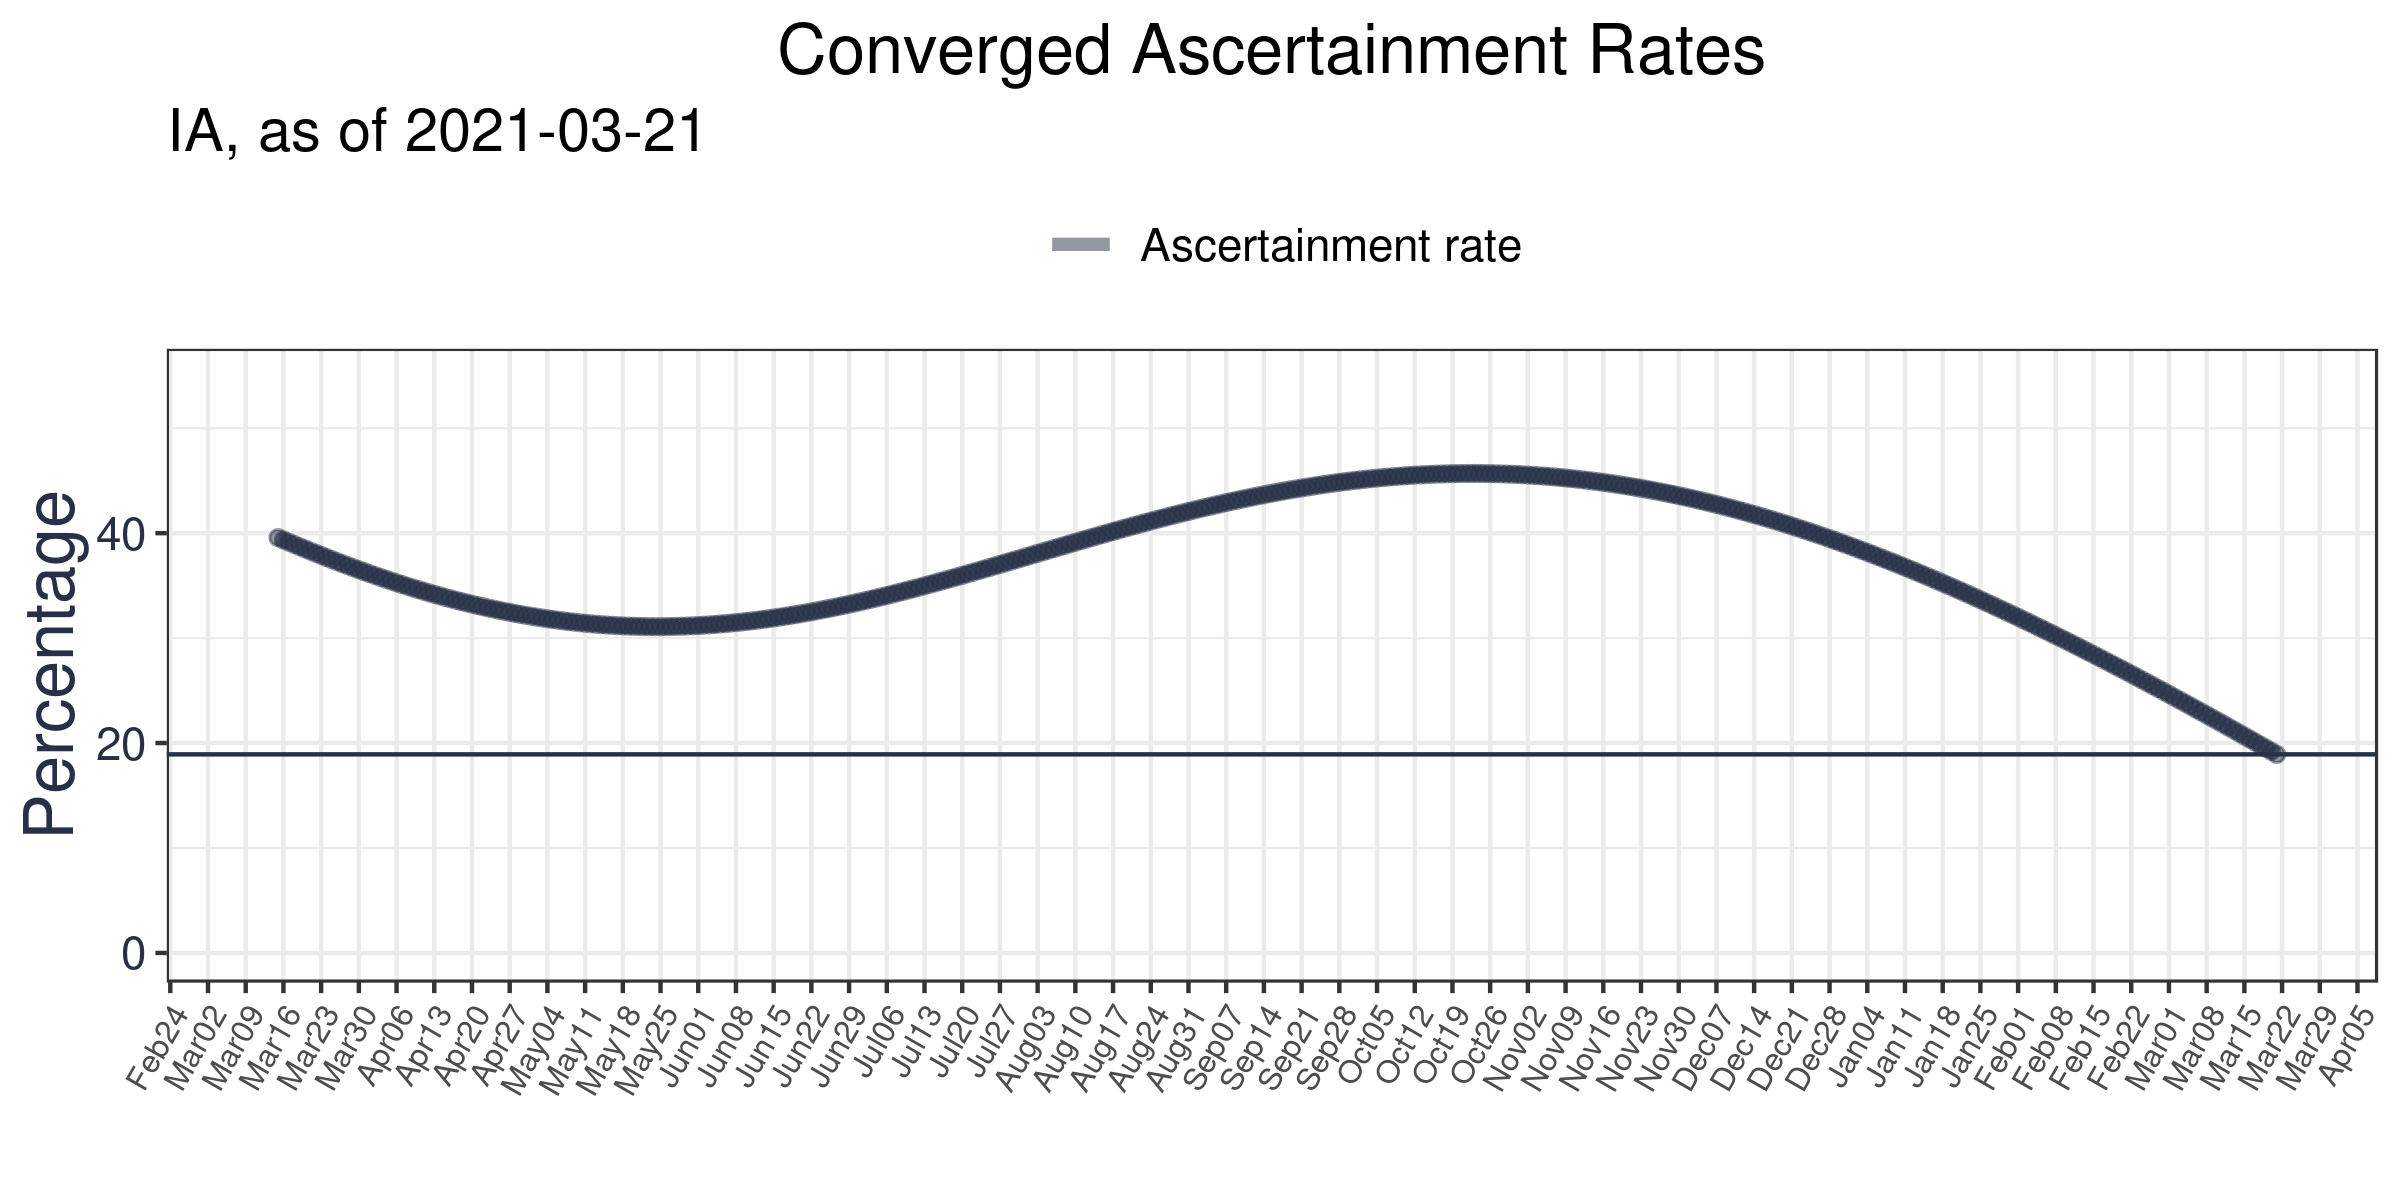 Converged Ascertainment Rates
IA, as of 2021-03-21
Ascertainment rate
Percentage
40
20
0
Feb24
Mar02
Mar09
Mar16
Mar23
Mar30
Apr06
Apr13
Apr20
Apr27
May04
May11
May18
May25
Jun01
Jun08
Jun15
Jun22
Jun29
Jul06
Jul13
Jul20
Jul27
Aug03
Aug10
Aug17
Aug24
Aug31
Sep07
Sep14
Sep21
Sep28
Oct05
Oct12
Oct19
Oct26
Nov02
Nov09
Nov16
Nov23
Nov30
Dec07
Dec14
Dec21
Dec28
Jan04
Jan11
Jan18
Jan25
Feb01
Feb08
Feb15
Feb22
Mar01
Mar08
Mar15
Mar22
Mar29
Apr05